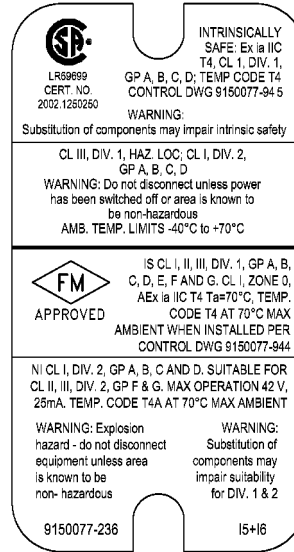 INTRINSICALLY
SAFE: Ex ia IIC
T4, CL 1, DIV. 1,
GP A, B, C, D; TEMP CODE T4
CONTROL DWG 9150077-945
SA
LR69699
CERT. NO.
2002.1250250
WARNING:
Substitution of components may impair intrinsic safety
CL III, DIV. 1, HAZ. LOC; CL I, DIV. 2,
GP A, B, C, D
WARNING: Do not disconnect unless power
has been switched off or area is known to
be non-hazardous
AMB. TEMP. LIMITS -40°C to +70°C
FM
APPROVED
IS CL I, II, III, DIV. 1, GP A, B,
C, D, E, F AND G. CL I, ZONE 0,
AEx ia IIC T4 Ta=70°C, TEMP.
CODE T4 AT 70°C MAX
AMBIENT WHEN INSTALLED PER
CONTROL DWG 9150077-944
NI CL I, DIV. 2, GP A, B, C AND D. SUITABLE FOR
CL II, III, DIV. 2, GP F & G. MAX OPERATION 42 V,
25mA. TEMP. CODE T4A AT 70°C MAX AMBIENT
WARNING: Explosion
hazard - do not disconnect
equipment unless area
is known to be
non- hazardous
WARNING:
Substitution of
components may
impair suitability
for DIV. 1 & 2
9150077-236
I5+I6